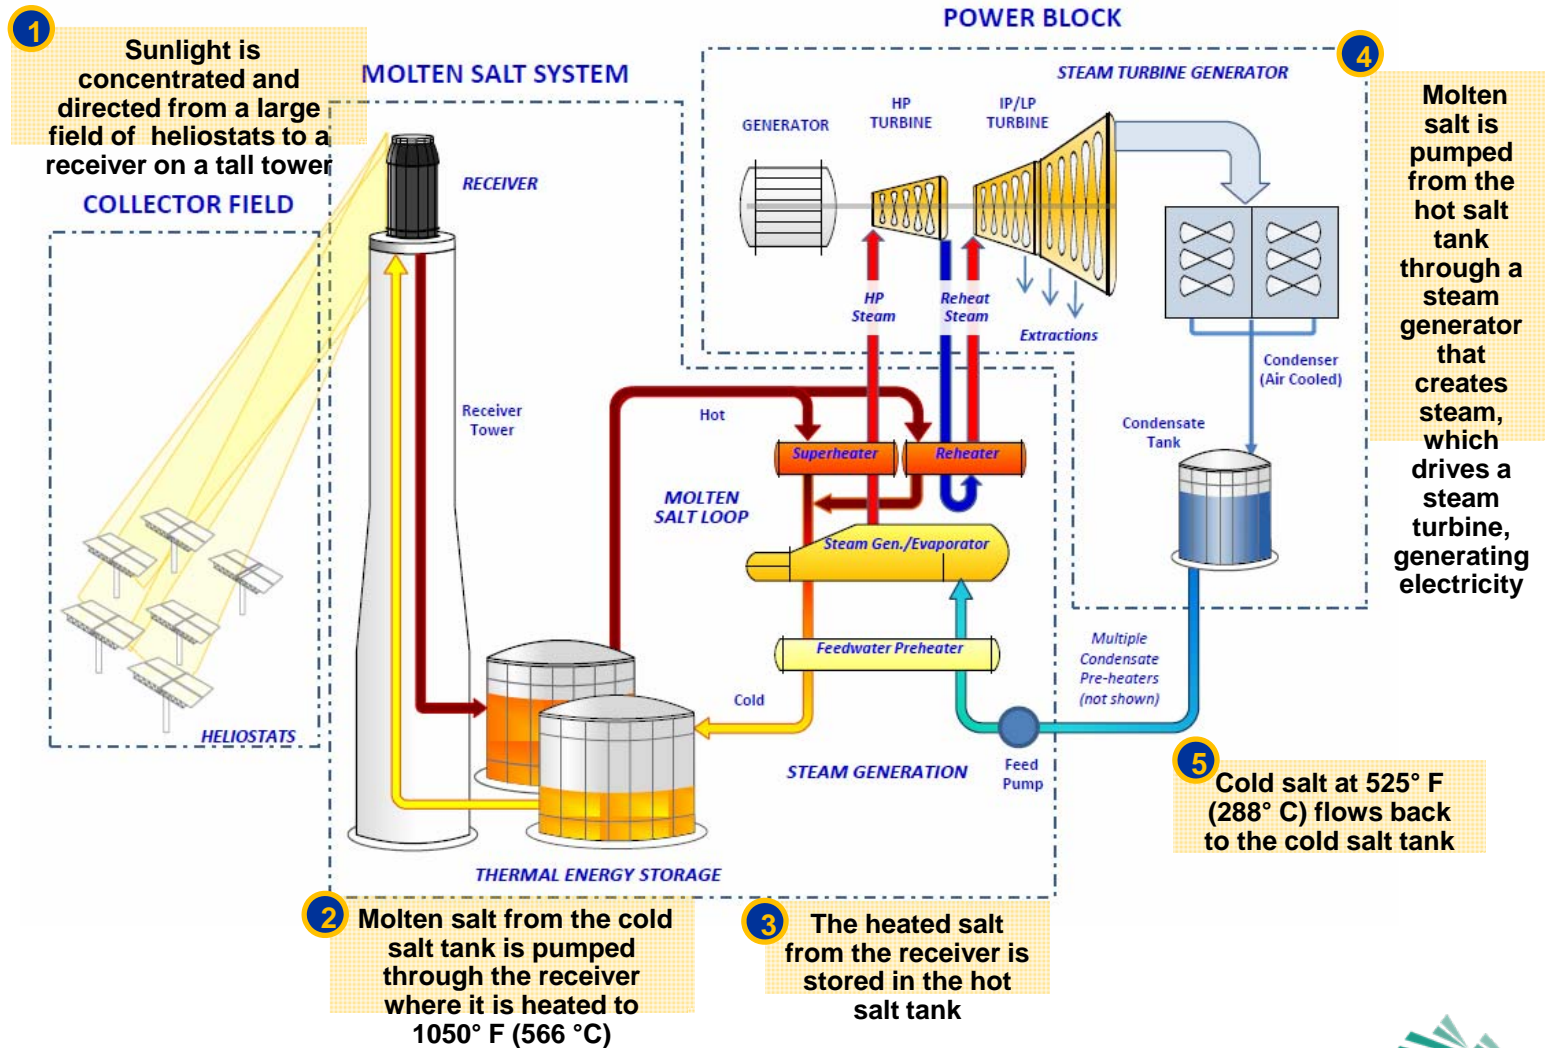 1
Sunlight is
concentrated and
directed from a large
field of heliostats to a
receiver on a tall tower
COLLECTOR FIELD
HELIOSTATS
MOLTEN SALT SYSTEM
RECEIVER
Receiver
Tower
Hot
MOLTEN
SALT LOOP
Superheater
Reheater
Steam Gen./Evaporator
Feedwater Preheater
Cold
STEAM GENERATION
THERMAL ENERGY STORAGE
POWER BLOCK
STEAM TURBINE GENERATOR
GENERATOR
HP
TURBINE
IP/LP
TURBINE
HP
Steam
Reheat
Steam
Extractions
Condenser
(Air Cooled)
Condensate
Tank
Multiple
Condensate
Pre-heaters
(not shown)
Feed
Pump
2
Molten salt from the cold
salt tank is pumped
through the receiver
where it is heated to
1050° F (566 °C)
3
The heated salt
from the receiver is
stored in the hot
salt tank
4
Molten
salt is
pumped
from the
hot salt
tank
through a
steam
generator
that
creates
steam,
which
drives a
steam
turbine,
generating
electricity
5
Cold salt at 525° F
(288° C) flows back
to the cold salt tank